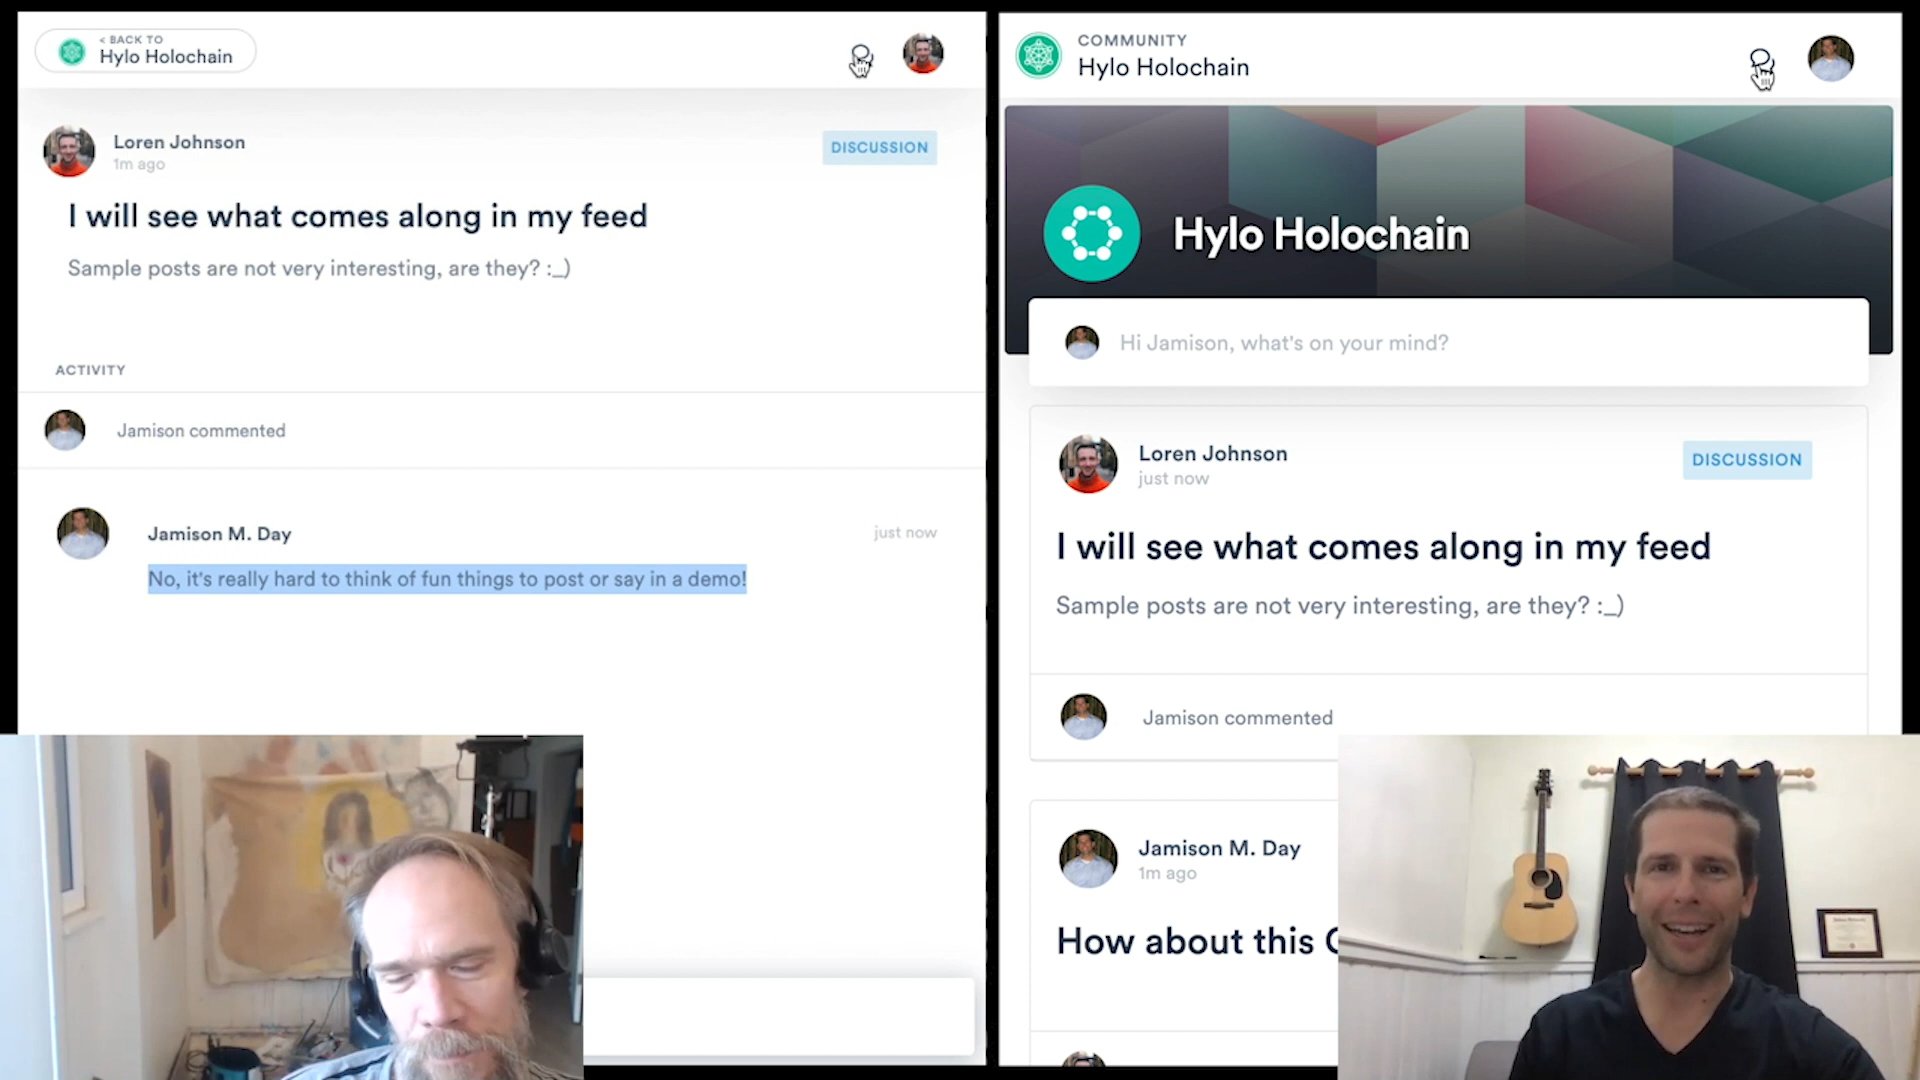 < BACK TO
Hylo Holochain
Loren Johnson
1m ago
DISCUSSION
I will see what comes along in my feed
Sample posts are not very interesting, are they? :_)
ACTIVITY
Jamison commented
Jamison M. Day
just now
No, it's really hard to think of fun things to post or say in a demo!
COMMUNITY
Hylo Holochain
Hylo Holochain
Hi Jamison, what's on your mind?
Loren Johnson
just now
DISCUSSION
I will see what comes along in my feed
Sample posts are not very interesting, are they? :_)
Jamison commented
Jamison M. Day
1m ago
How about this